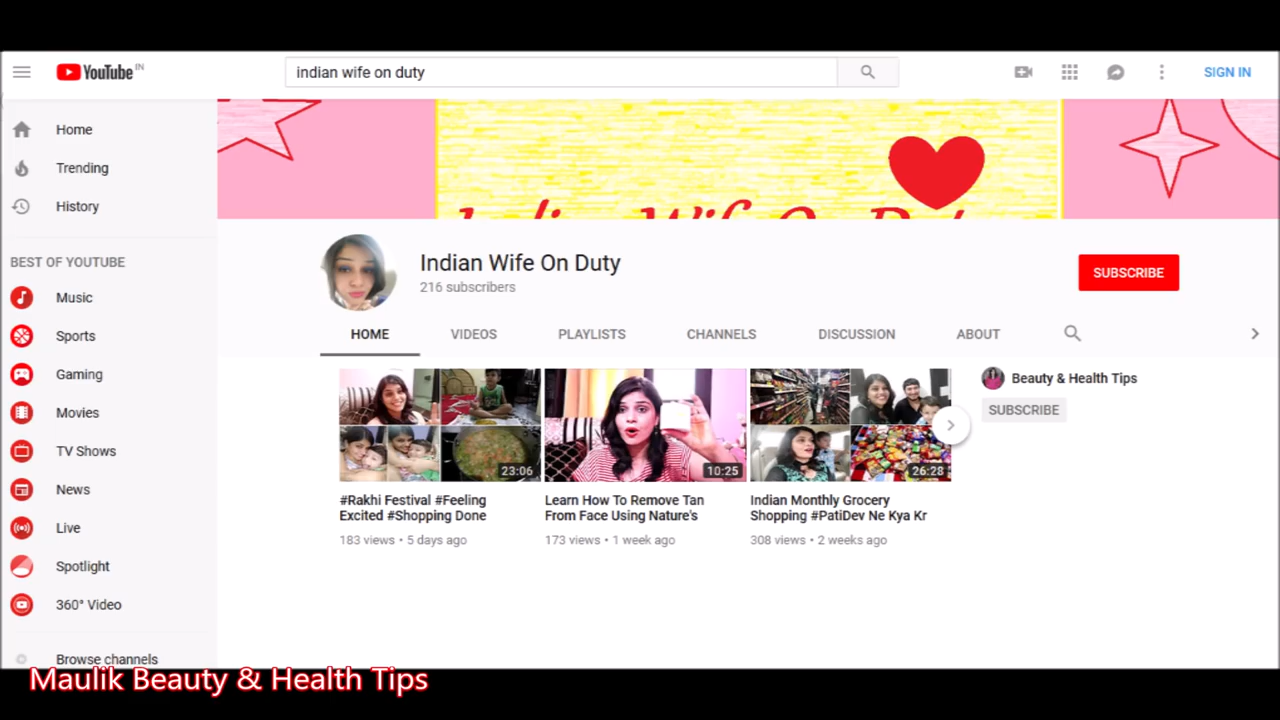 YouTube IN
indian wife on duty
SIGN IN
Home
Trending
History
BEST OF YOUTUBE
Music
Sports
Gaming
Movies
TV Shows
News
Live
Spotlight
360° Video
Browse channels
Indian Wife On Duty
Indian Wife On Duty
216 subscribers
SUBSCRIBE
HOME VIDEOS PLAYLISTS CHANNELS DISCUSSION ABOUT
23:06
#Rakhi Festival #Feeling
Excited #Shopping Done
183 views • 5 days ago
10:25
Learn How To Remove Tan
From Face Using Nature's
173 views • 1 week ago
26:28
Indian Monthly Grocery
Shopping #PatiDev Ne Kya Kr
308 views • 2 weeks ago
Beauty & Health Tips
SUBSCRIBE
Maulik Beauty & Health Tips